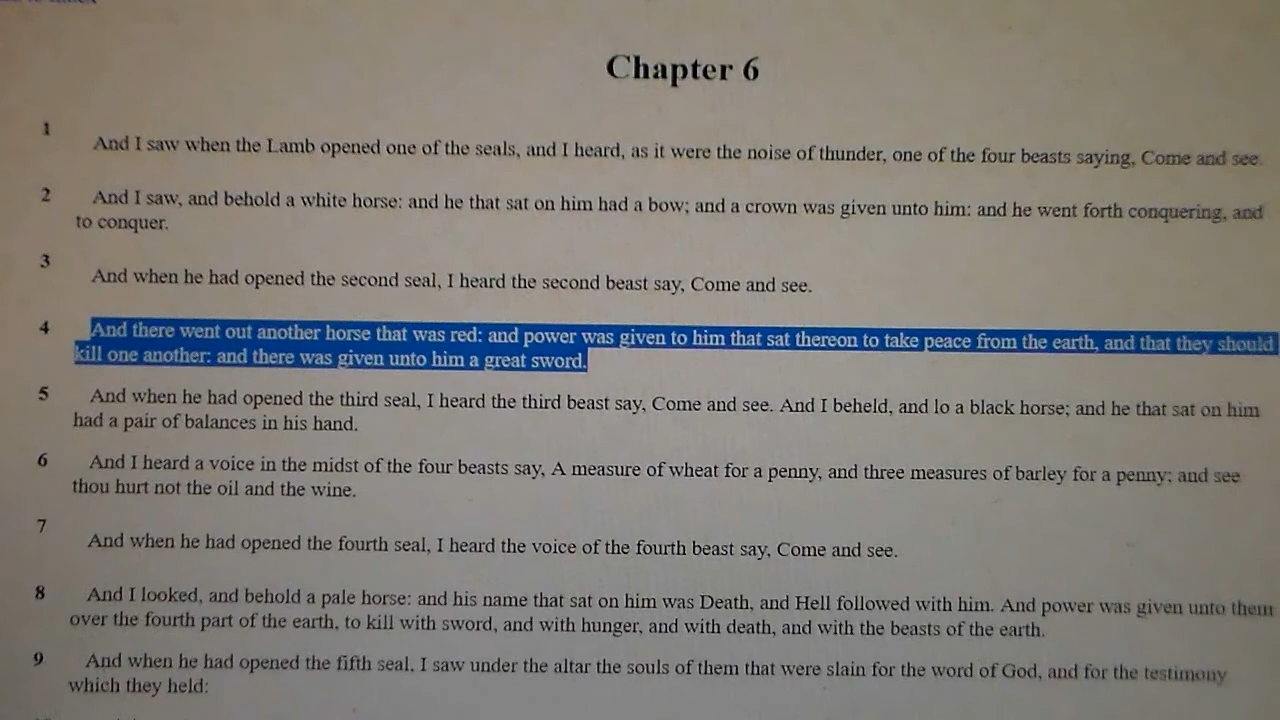 Chapter 6
1 And I saw when the Lamb opened one of the seals, and I heard, as it were the noise of thunder, one of the four beasts saying, Come and see.
2 And I saw, and behold a white horse: and he that sat on him had a bow; and a crown was given unto him: and he went forth conquering, and
to conquer.
3 And when he had opened the second seal, I heard the second beast say, Come and see.
4 And there went out another horse that was red: and power was given to him that sat thereon to take peace from the earth, and that they should
kill one another: and there was given unto him a great sword.
5 And when he had opened the third seal, I heard the third beast say, Come and see. And I beheld, and lo a black horse; and he that sat on him
had a pair of balances in his hand.
6 And I heard a voice in the midst of the four beasts say, A measure of wheat for a penny, and three measures of barley for a penny; and see
thou hurt not the oil and the wine.
7 And when he had opened the fourth seal, I heard the voice of the fourth beast say, Come and see.
8 And I looked, and behold a pale horse: and his name that sat on him was Death, and Hell followed with him. And power was given unto them
over the fourth part of the earth, to kill with sword, and with hunger, and with death, and with the beasts of the earth.
9 And when he had opened the fifth seal, I saw under the altar the souls of them that were slain for the word of God, and for the testimony
which they held: